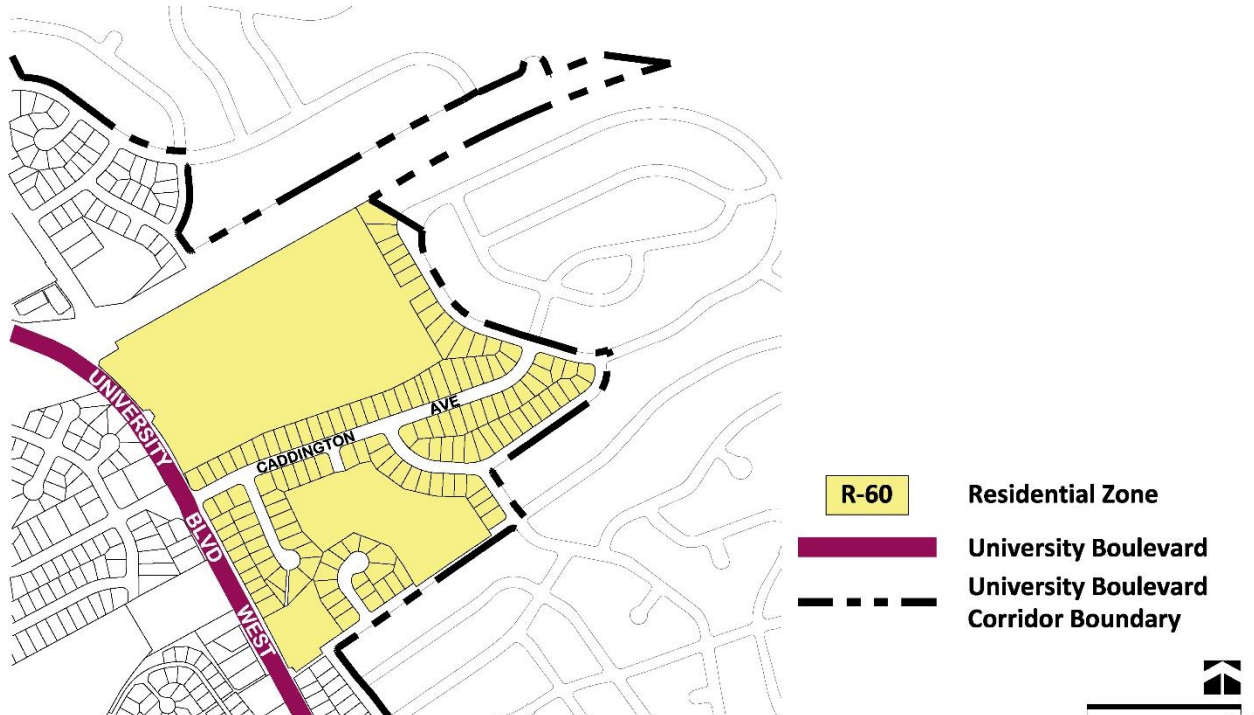 UNIVERSITY
BLVD
WEST
CADDINGTON
AVE
R-60
Residential Zone
University Boulevard
University Boulevard
Corridor Boundary